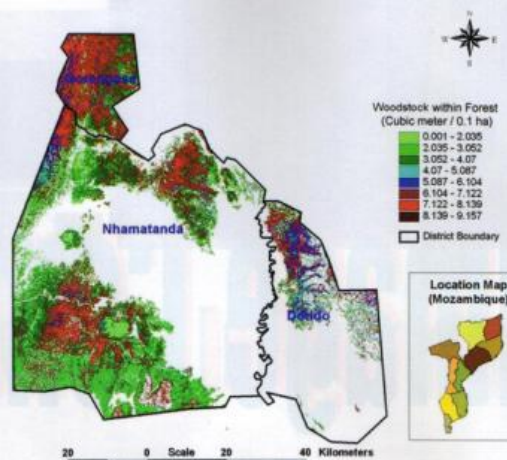 N
W E
S
Woodstock within Forest
(Cubic meter / 0.1 ha)
0.001 - 2.035
2.035 - 3.052
3.052 - 4.07
4.07 - 5.087
5.087 - 6.104
6.104 - 7.122
7.122 - 8.139
8.139 - 9.157
District Boundary
Nhamatanda
Location Map
(Mozambique)
20 0 Scale 20 40 Kilometers